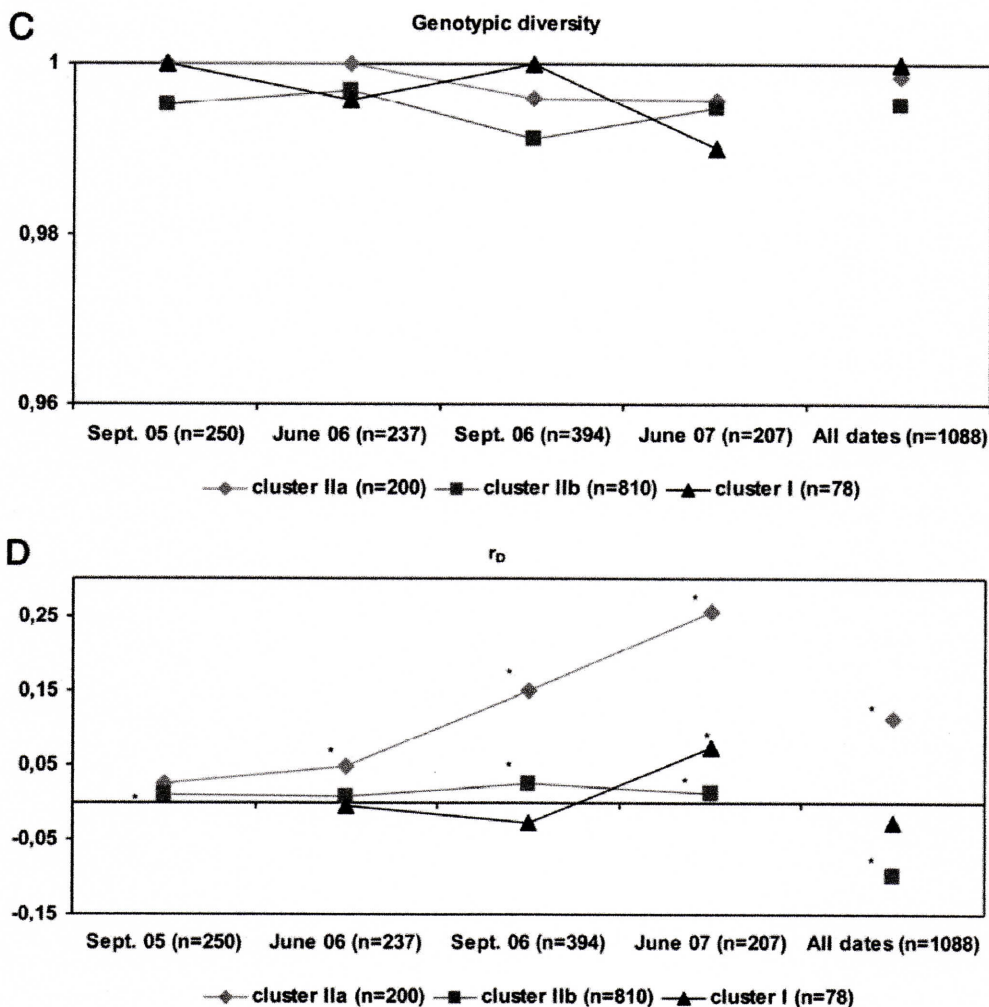 C
Genotypic diversity
1
0,98
0,96
Sept. 05 (n=250) June 06 (n=237) Sept. 06 (n=394) June 07 (n=207) All dates (n=1088)
cluster IIa (n=200) cluster IIb (n=810) cluster I (n=78)
D
rD
0,25
0,15
0,05
-0,05
-0,15
* * * * * * * * *
Sept. 05 (n=250) June 06 (n=237) Sept. 06 (n=394) June 07 (n=207) All dates (n=1088)
cluster IIa (n=200) cluster IIb (n=810) cluster I (n=78)